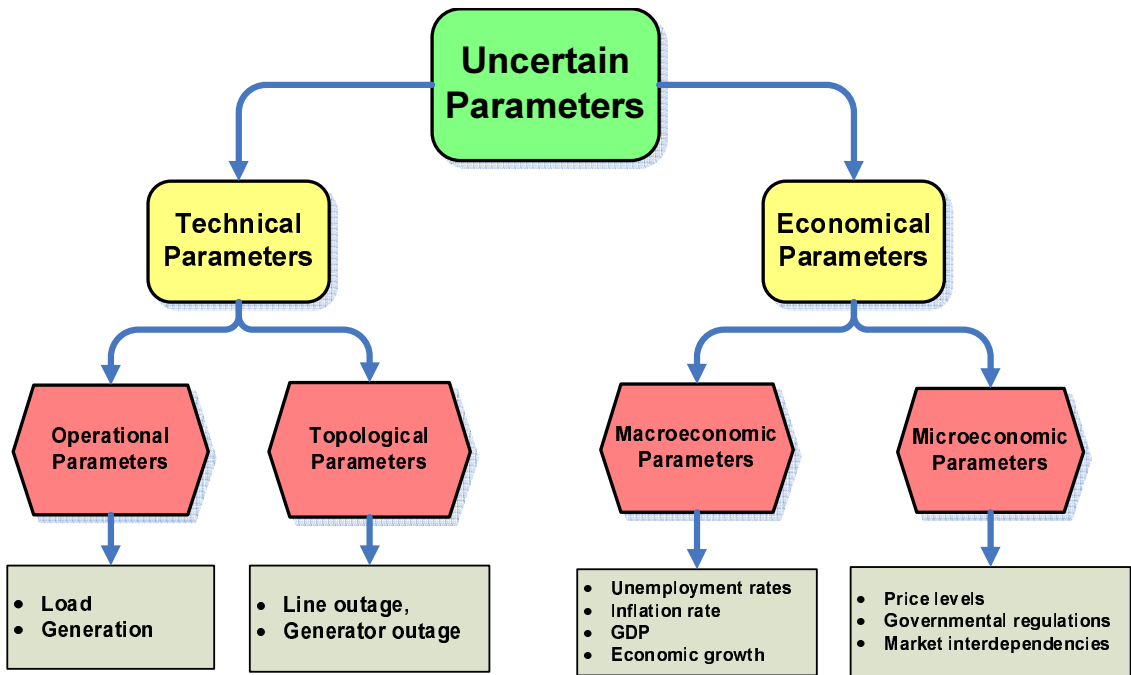 Uncertain
Parameters
Technical
Parameters
Economical
Parameters
Operational
Parameters
Topological
Parameters
Macroeconomic
Parameters
Microeconomic
Parameters
• Load
• Generation
• Line outage,
• Generator outage
• Unemployment rates
• Inflation rate
• GDP
• Economic growth
• Price levels
• Governmental regulations
• Market interdependencies